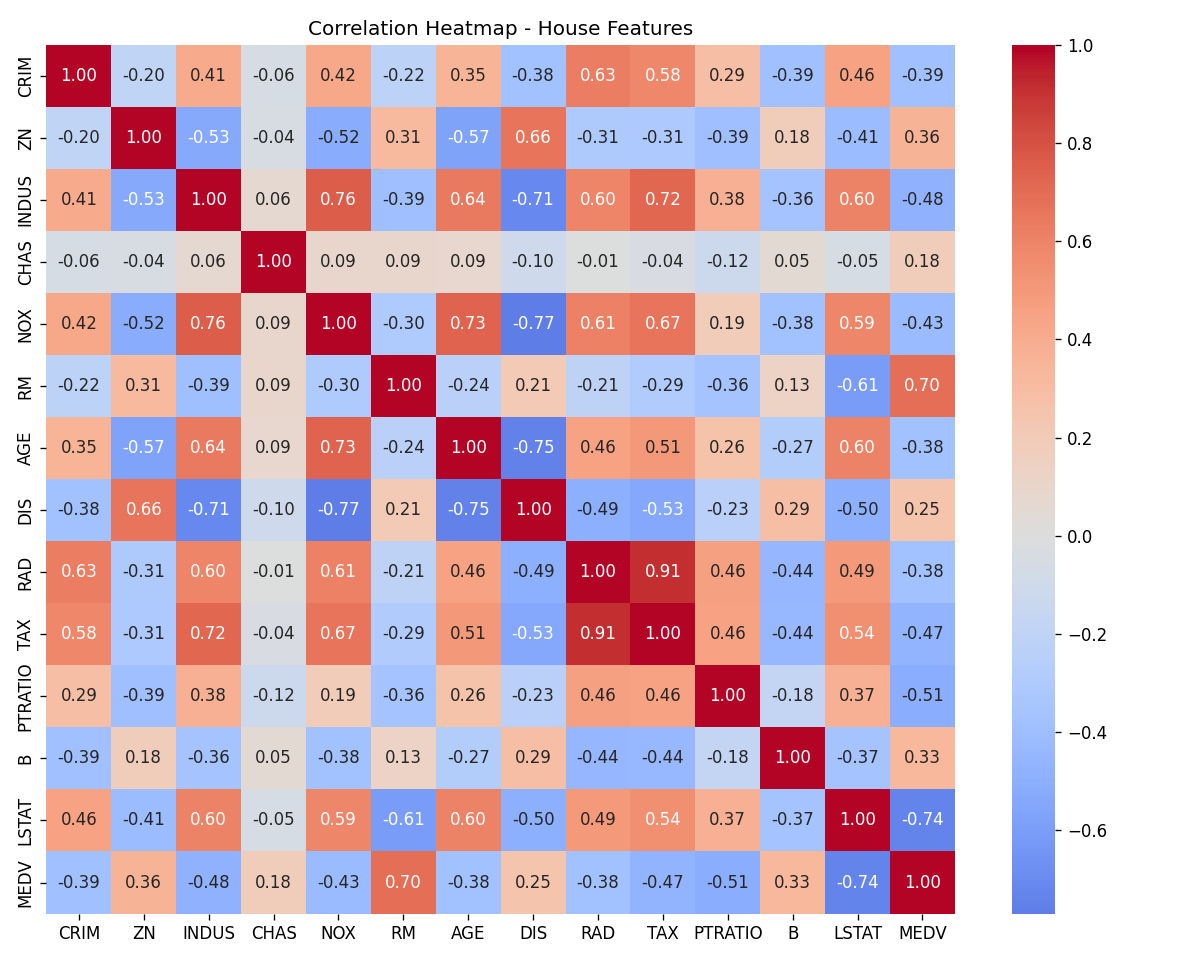 Correlation Heatmap - House Features
CRIM 1.00 -0.20 0.41 -0.06 0.42 -0.22 0.35 -0.38 0.63 0.58 0.29 -0.39 0.46 -0.39
ZN -0.20 1.00 -0.53 -0.04 -0.52 0.31 -0.57 0.66 -0.31 -0.31 -0.39 0.18 -0.41 0.36
INDUS 0.41 -0.53 1.00 0.06 0.76 -0.39 0.64 -0.71 0.60 0.72 0.38 -0.36 0.60 -0.48
CHAS -0.06 -0.04 0.06 1.00 0.09 0.09 0.09 -0.10 -0.01 -0.04 -0.12 0.05 -0.05 0.18
NOX 0.42 -0.52 0.76 0.09 1.00 -0.30 0.73 -0.77 0.61 0.67 0.19 -0.38 0.59 -0.43
RM -0.22 0.31 -0.39 0.09 -0.30 1.00 -0.24 0.21 -0.21 -0.29 -0.36 0.13 -0.61 0.70
AGE 0.35 -0.57 0.64 0.09 0.73 -0.24 1.00 -0.75 0.46 0.51 0.26 -0.27 0.60 -0.38
DIS -0.38 0.66 -0.71 -0.10 -0.77 0.21 -0.75 1.00 -0.49 -0.53 -0.23 0.29 -0.50 0.25
RAD 0.63 -0.31 0.60 -0.01 0.61 -0.21 0.46 -0.49 1.00 0.91 0.46 -0.44 0.49 -0.38
TAX 0.58 -0.31 0.72 -0.04 0.67 -0.29 0.51 -0.53 0.91 1.00 0.46 -0.44 0.54 -0.47
PTRATIO 0.29 -0.39 0.38 -0.12 0.19 -0.36 0.26 -0.23 0.46 0.46 1.00 -0.18 0.37 -0.51
B -0.39 0.18 -0.36 0.05 -0.38 0.13 -0.27 0.29 -0.44 -0.44 -0.18 1.00 -0.37 0.33
LSTAT 0.46 -0.41 0.60 -0.05 0.59 -0.61 0.60 -0.50 0.49 0.54 0.37 -0.37 1.00 -0.74
MEDV -0.39 0.36 -0.48 0.18 -0.43 0.70 -0.38 0.25 -0.38 -0.47 -0.51 0.33 -0.74 1.00
CRIM ZN INDUS CHAS NOX RM AGE DIS RAD TAX PTRATIO B LSTAT MEDV
1.0
0.8
0.6
0.4
0.2
0.0
−0.2
−0.4
−0.6